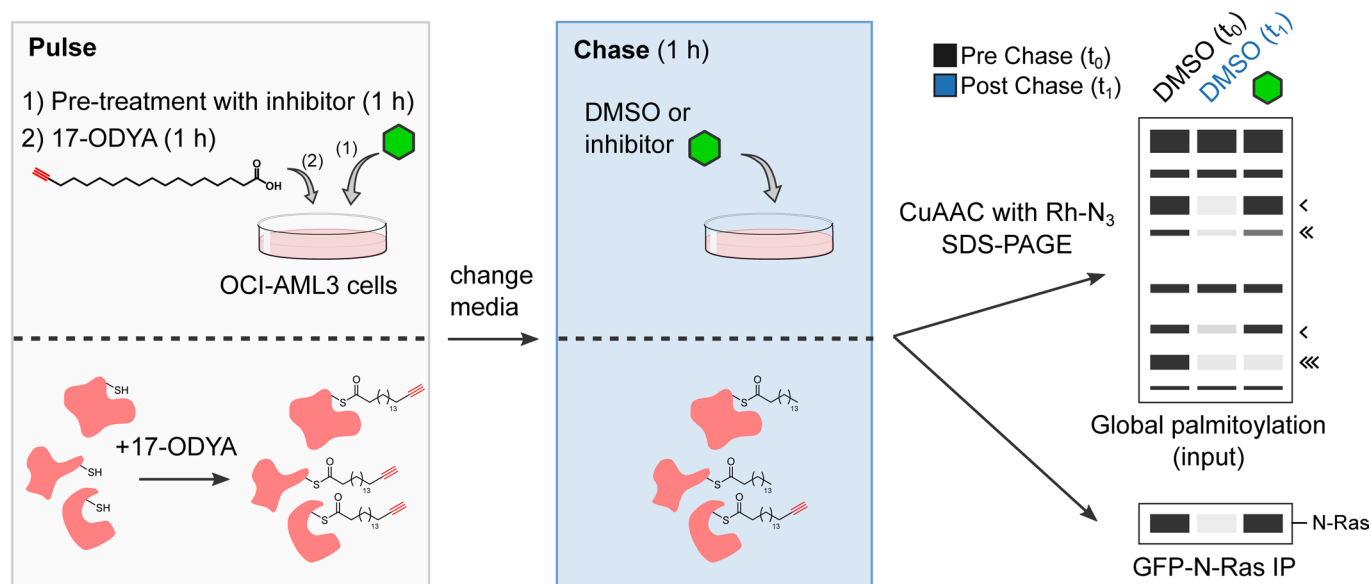 Pulse
1) Pre-treatment with inhibitor (1 h)
2) 17-ODYA (1 h)
(1)
(2)
O
OH
OCI-AML3 cells
SH
SH
SH
+17-ODYA
O
S
13
O
S
13
O
S
13
change
media
Chase (1 h)
DMSO or
inhibitor
O
S
13
O
S
13
O
S
13
CuAAC with Rh-N₃
SDS-PAGE
Pre Chase (t₀)
Post Chase (t₁)
DMSO (t₀)
DMSO (t₁)
<
<<
<
<<<
Global palmitoylation
(input)
N-Ras
GFP-N-Ras IP